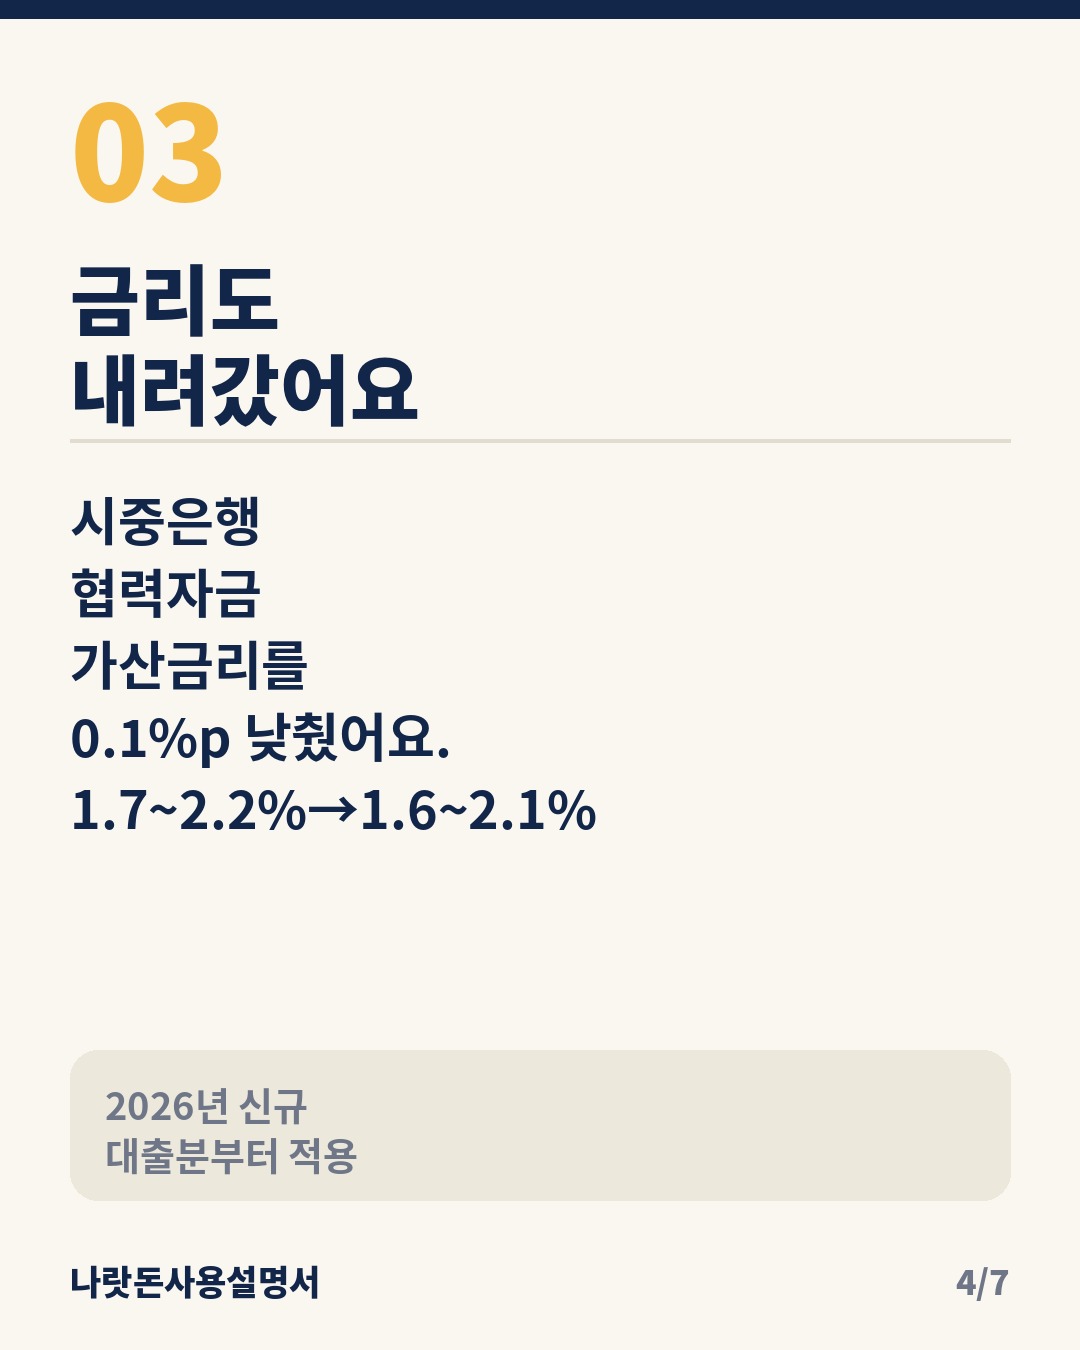 03
금리도
내려갔어요
시중은행
협력자금
가산금리를
0.1%p 낮췄어요.
1.7~2.2%→1.6~2.1%
2026년 신규
대출분부터 적용
나랏돈사용설명서
4/7